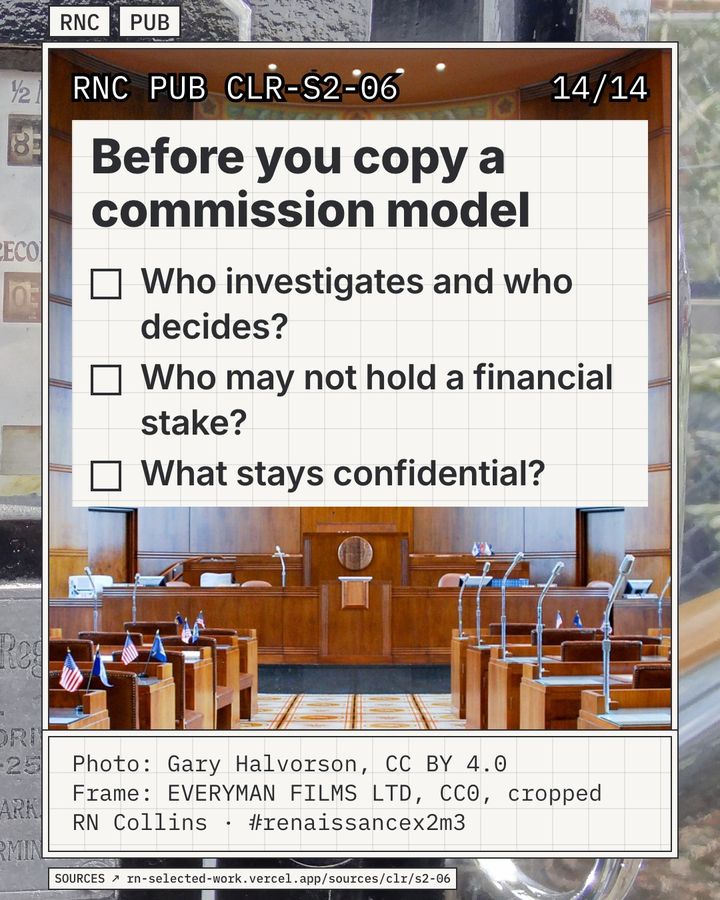 RNC PUB
RNC PUB CLR-S2-06 14/14
Before you copy a
commission model
Who investigates and who
decides?
Who may not hold a financial
stake?
What stays confidential?
Photo: Gary Halvorson, CC BY 4.0
Frame: EVERYMAN FILMS LTD, CC0, cropped
RN Collins · #renaissancex2m3
SOURCES ↗ rn-selected-work.vercel.app/sources/clr/s2-06